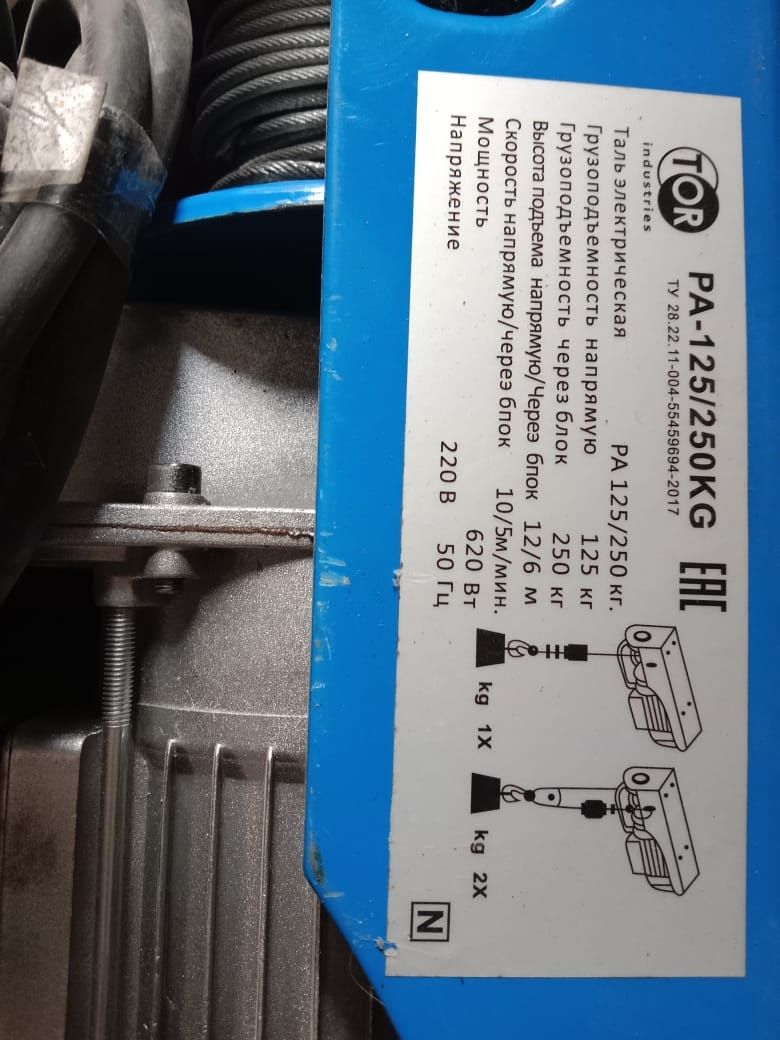 TOR
industries
PA-125/250KG
ТУ 28.22.11-004-55459694-2017
EAC
Таль электрическая PA 125/250 кг.
Грузоподъемность напрямую 125 кг
Грузоподъемность через блок 250 кг
Высота подъема напрямую/Через блок 12/6 м
Скорость напрямую/через блок 10/5м/мин.
Мощность 620 Вт
Напряжение 220 В 50 Гц
kg 1X
kg 2X
N